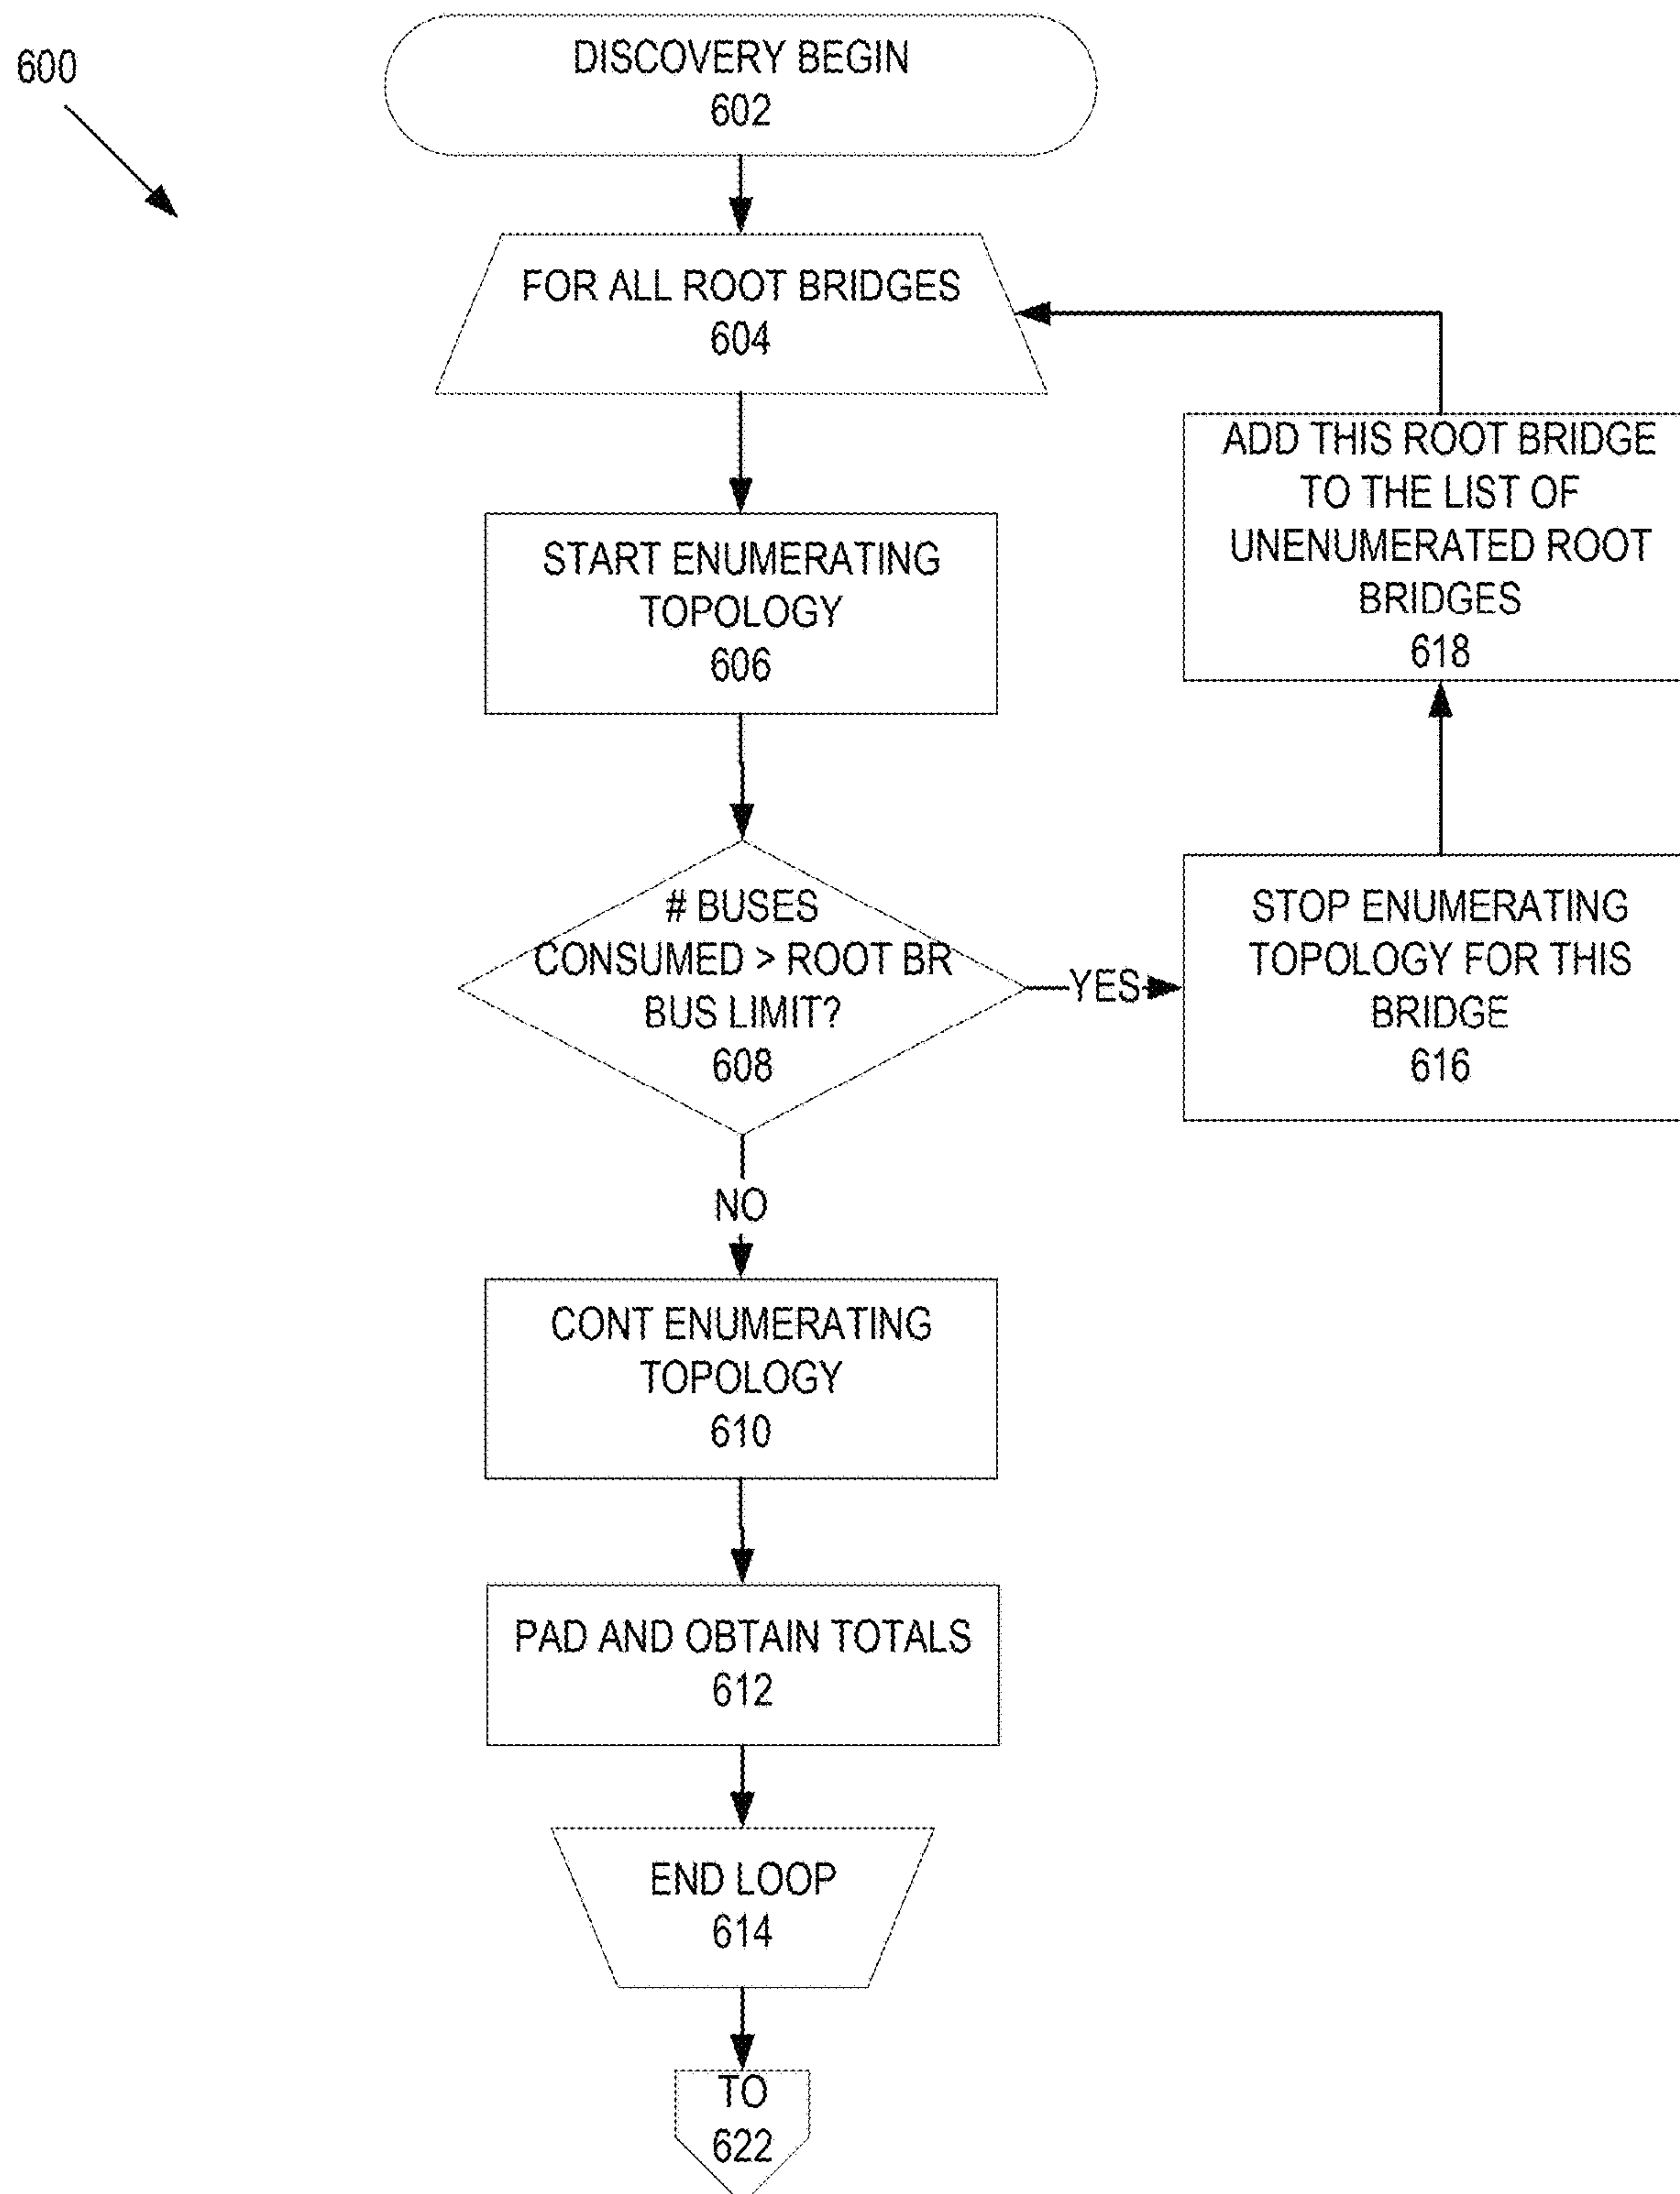 600
DISCOVERY BEGIN
602
FOR ALL ROOT BRIDGES
604
START ENUMERATING
TOPOLOGY
606
# BUSES
CONSUMED > ROOT BR
BUS LIMIT?
608
YES
STOP ENUMERATING
TOPOLOGY FOR THIS
BRIDGE
616
ADD THIS ROOT BRIDGE
TO THE LIST OF
UNENUMERATED ROOT
BRIDGES
618
NO
CONT ENUMERATING
TOPOLOGY
610
PAD AND OBTAIN TOTALS
612
END LOOP
614
TO
622